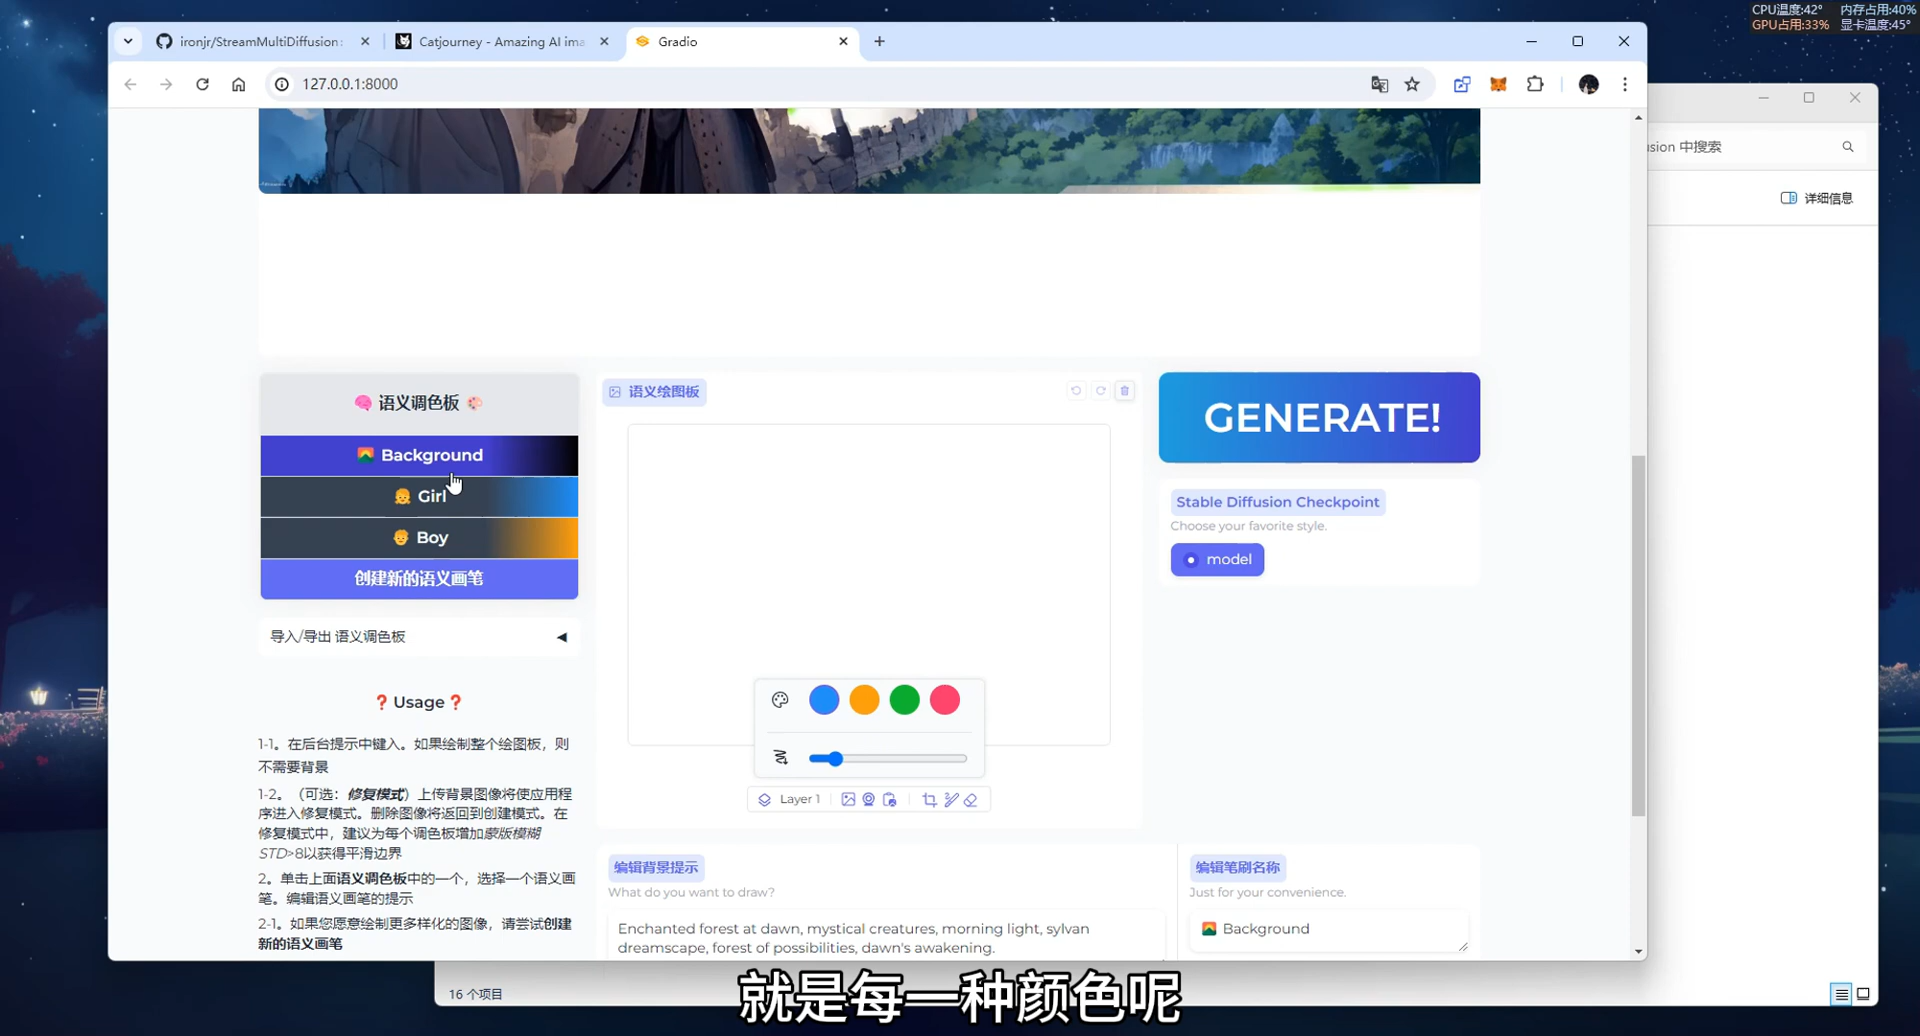 CPU温度:42° 内存占用:40%
GPU占用:33% 显卡温度:45°
ironjr/StreamMultiDiffusion:
Catjourney - Amazing AI ima
Gradio
127.0.0.1:8000
sion 中搜索
详细信息
语义调色板
Background
Girl
Boy
创建新的语义画笔
导入/导出 语义调色板
❓ Usage ❓
1-1。在后台提示中键入。如果绘制整个绘图板，则
不需要背景
1-2。（可选：修复模式）上传背景图像将使应用程
序进入修复模式。删除图像将返回到创建模式。在
修复模式中，建议为每个调色板增加蒙版模糊
STD>8以获得平滑边界
2。单击上面语义调色板中的一个，选择一个语义画
笔。编辑语义画笔的提示
2-1。如果您愿意绘制更多样化的图像，请尝试创建
新的语义画笔
语义绘图板
Layer 1
GENERATE!
Stable Diffusion Checkpoint
Choose your favorite style.
model
编辑背景提示
What do you want to draw?
Enchanted forest at dawn, mystical creatures, morning light, sylvan
dreamscape, forest of possibilities, dawn's awakening.
编辑笔刷名称
Just for your convenience.
Background
16 个项目
就是每一种颜色呢